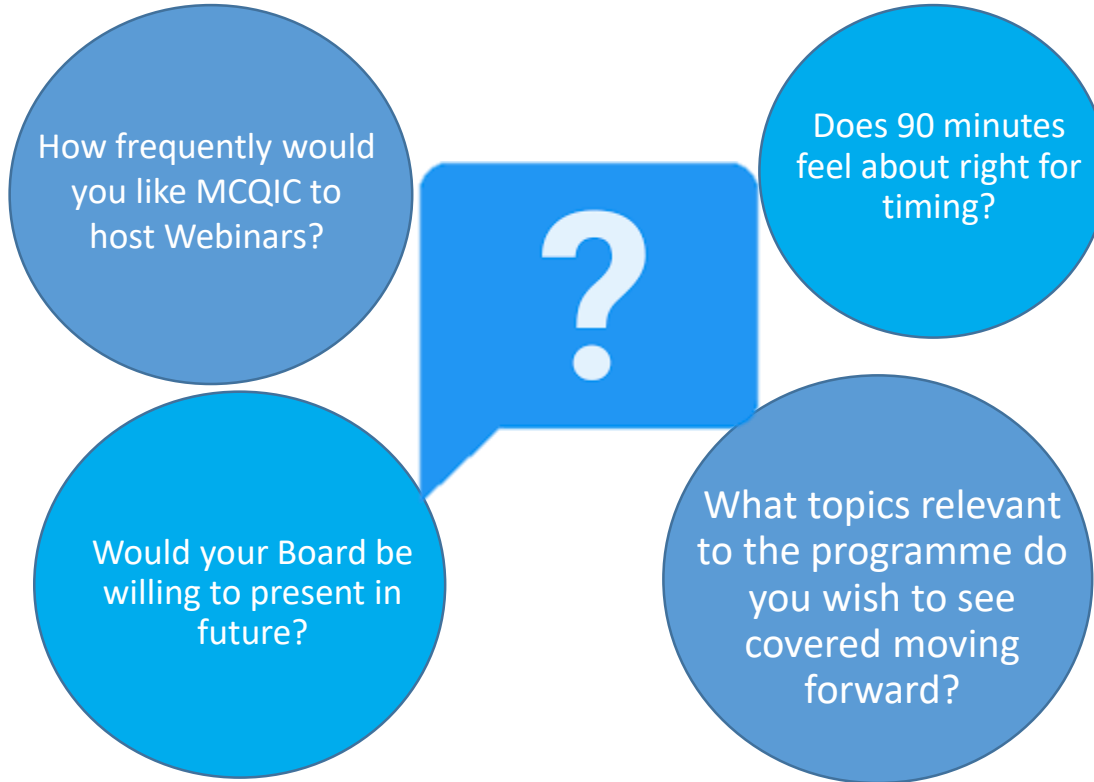 How frequently would
you like MCQIC to
host Webinars?
Does 90 minutes
feel about right for
timing?
?
Would your Board be
willing to present in
future?
What topics relevant
to the programme do
you wish to see
covered moving
forward?